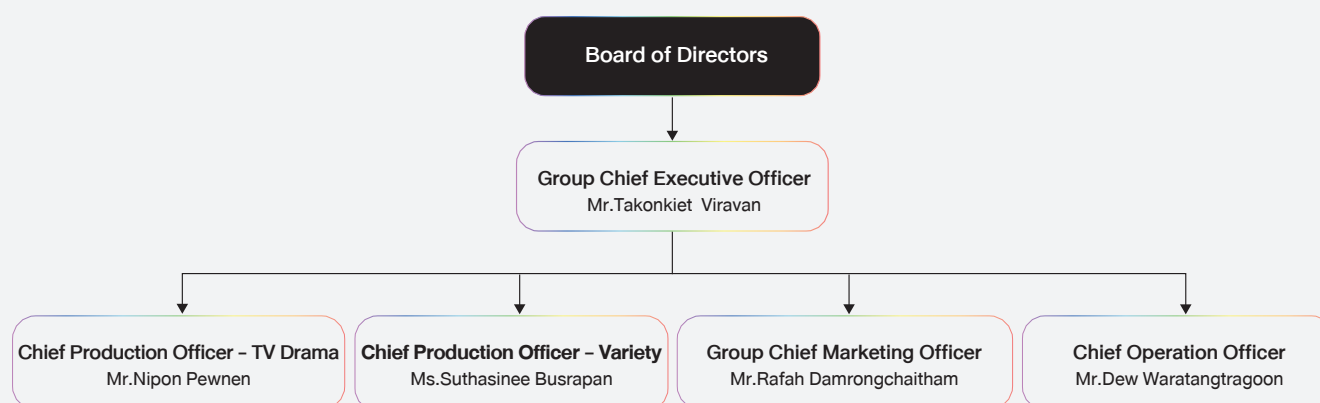 Board of Directors
Group Chief Executive Officer
Mr.Takonkiet Viravan
Chief Production Officer – TV Drama
Mr.Nipon Pewnen
Chief Production Officer – Variety
Ms.Suthasinee Busrapan
Group Chief Marketing Officer
Mr.Rafah Damrongchaitham
Chief Operation Officer
Mr.Dew Waratangtragoon